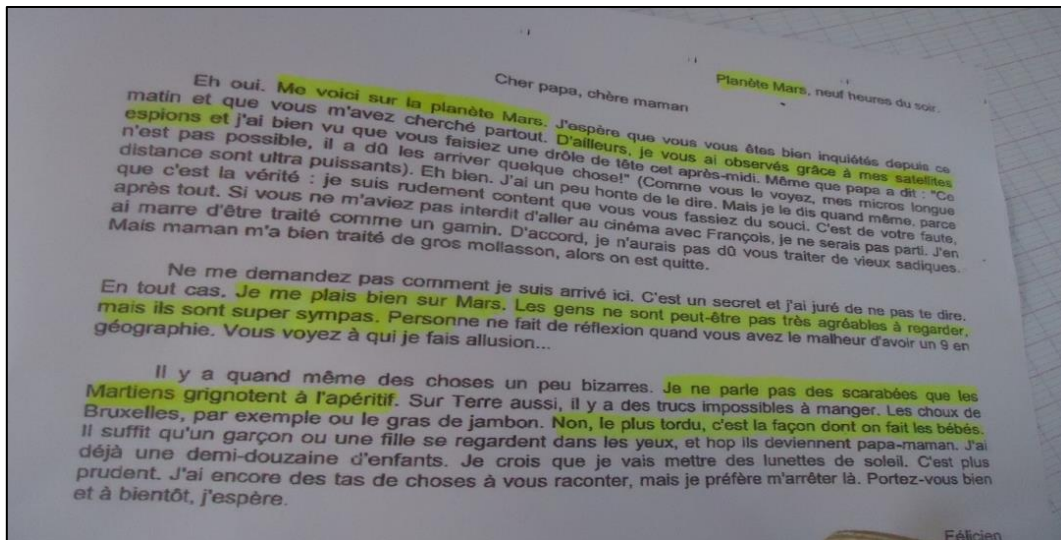 Planète Mars, neuf heures du soir.
Cher papa, chère maman
Eh oui. Me voici sur la planète Mars. J'espère que vous vous êtes bien inquiétés depuis ce
matin et que vous m'avez cherché partout. D'ailleurs, je vous ai observés grâce à mes satellites
espions et j'ai bien vu que vous faisiez une drôle de tête cet après-midi. Même que papa a dit : "Ce
n'est pas possible, il a dû les arriver quelque chose!" (Comme vous le voyez, mes micros longue
distance sont ultra puissants). Eh bien. J'ai un peu honte de le dire. Mais je le dis quand même, parce
que c'est la vérité : je suis rudement content que vous vous fassiez du souci. C'est de votre faute,
après tout. Si vous ne m'aviez pas interdit d'aller au cinéma avec François, je ne serais pas parti. J'en
ai marre d'être traité comme un gamin. D'accord, je n'aurais pas dû vous traiter de vieux sadiques.
Mais maman m'a bien traité de gros mollasson, alors on est quitte.
Ne me demandez pas comment je suis arrivé ici. C'est un secret et j'ai juré de ne pas te dire.
En tout cas. Je me plais bien sur Mars. Les gens ne sont peut-être pas très agréables à regarder,
mais ils sont super sympas. Personne ne fait de réflexion quand vous avez le malheur d'avoir un 9 en
géographie. Vous voyez à qui je fais allusion...
Il y a quand même des choses un peu bizarres. Je ne parle pas des scarabées que les
Martiens grignotent à l'apéritif. Sur Terre aussi, il y a des trucs impossibles à manger. Les choux de
Bruxelles, par exemple ou le gras de jambon. Non, le plus tordu, c'est la façon dont on fait les bébés.
Il suffit qu'un garçon ou une fille se regardent dans les yeux, et hop ils deviennent papa-maman. J'ai
déjà une demi-douzaine d'enfants. Je crois que je vais mettre des lunettes de soleil. C'est plus
prudent. J'ai encore des tas de choses à vous raconter, mais je préfère m'arrêter là. Portez-vous bien
et à bientôt, j'espère.
Félicien